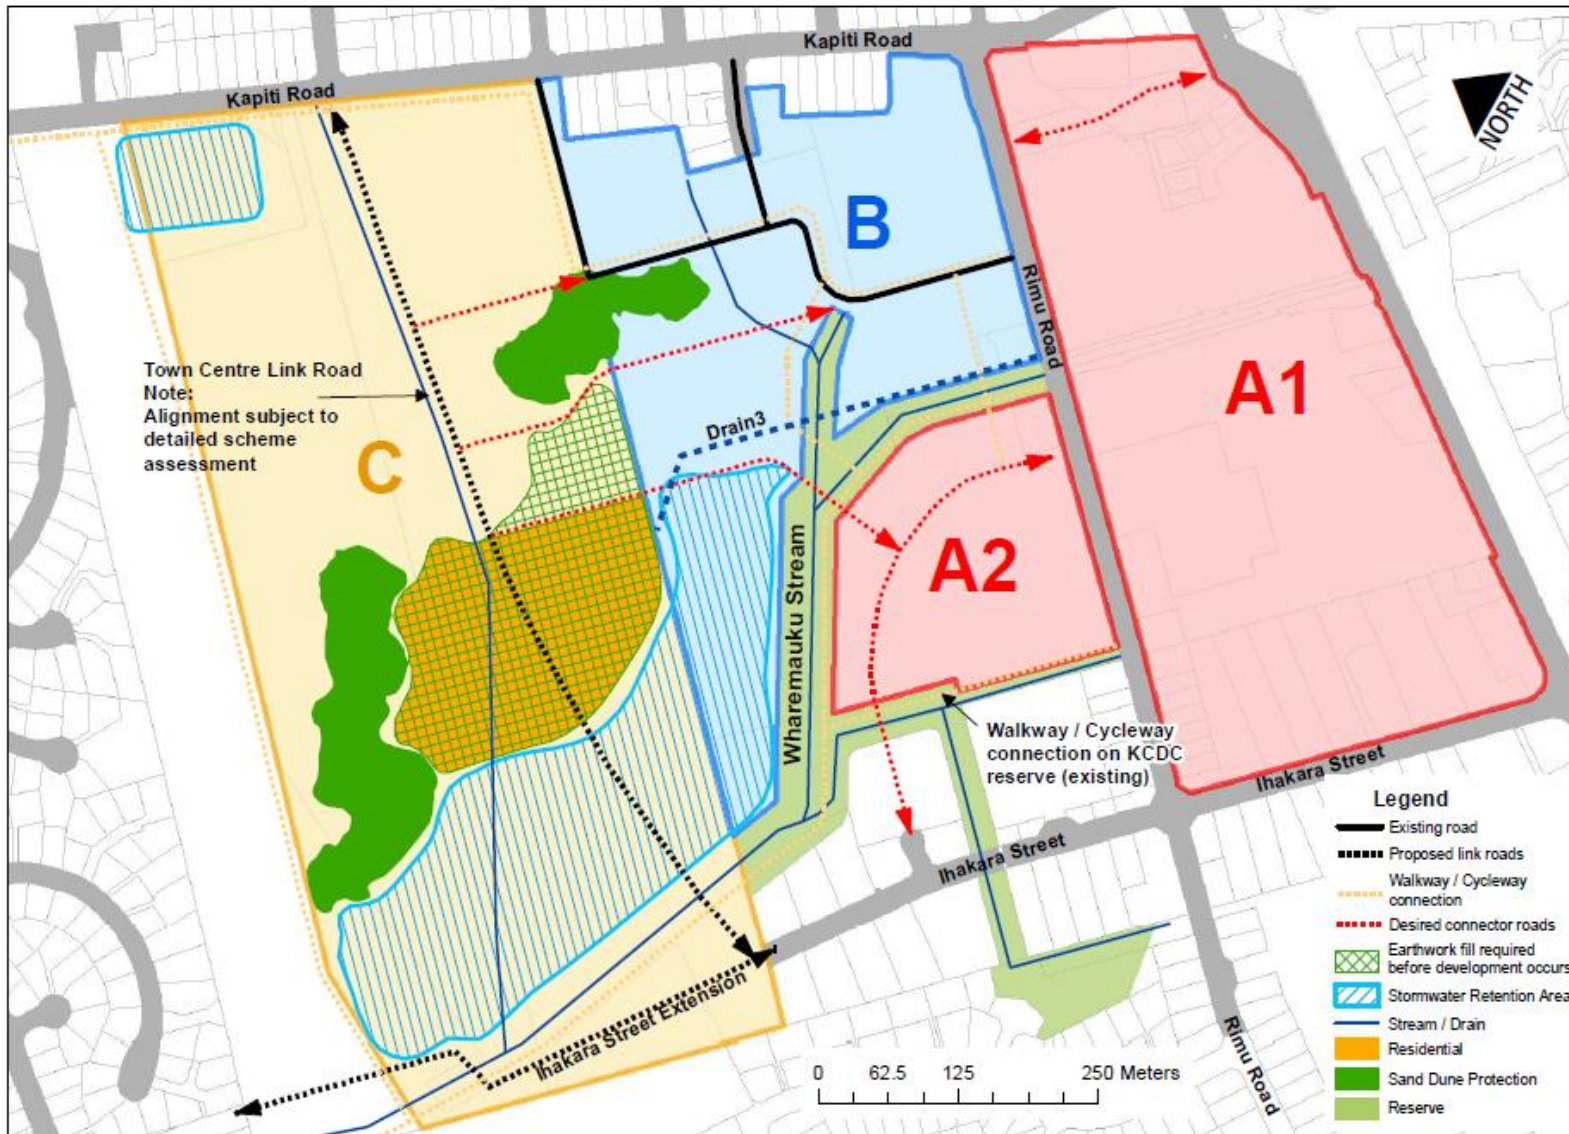 Kapiti Road
Kapiti Road
NORTH
B
Rimu Road
Town Centre Link Road
Note:
Alignment subject to
detailed scheme
assessment
A1
C
Drain3
A2
Wharemauku Stream
Walkway / Cycleway
connection on KCDC
reserve (existing)
Ihakara Street
Ihakara Street
Ihakara Street Extension
Rimu Road
0 62.5 125 250 Meters
Legend
Existing road
Proposed link roads
Walkway / Cycleway
connection
Desired connector roads
Earthwork fill required
before development occurs
Stormwater Retention Area
Stream / Drain
Residential
Sand Dune Protection
Reserve